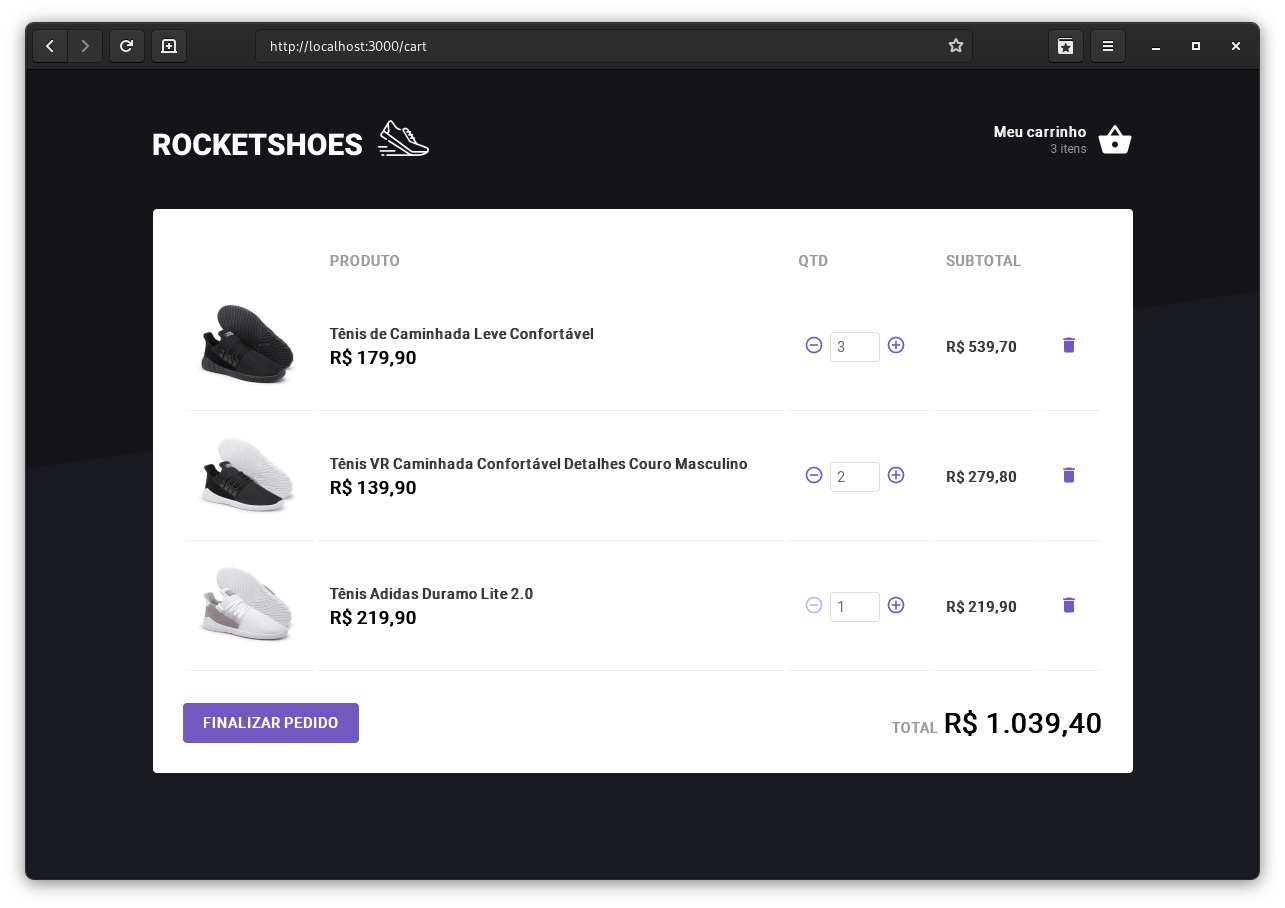 http://localhost:3000/cart
ROCKETSHOES
Meu carrinho
3 itens
PRODUTO QTD SUBTOTAL
Tênis de Caminhada Leve Confortável
R$ 179,90
3
R$ 539,70
Tênis VR Caminhada Confortável Detalhes Couro Masculino
R$ 139,90
2
R$ 279,80
Tênis Adidas Duramo Lite 2.0
R$ 219,90
1
R$ 219,90
FINALIZAR PEDIDO
TOTAL R$ 1.039,40